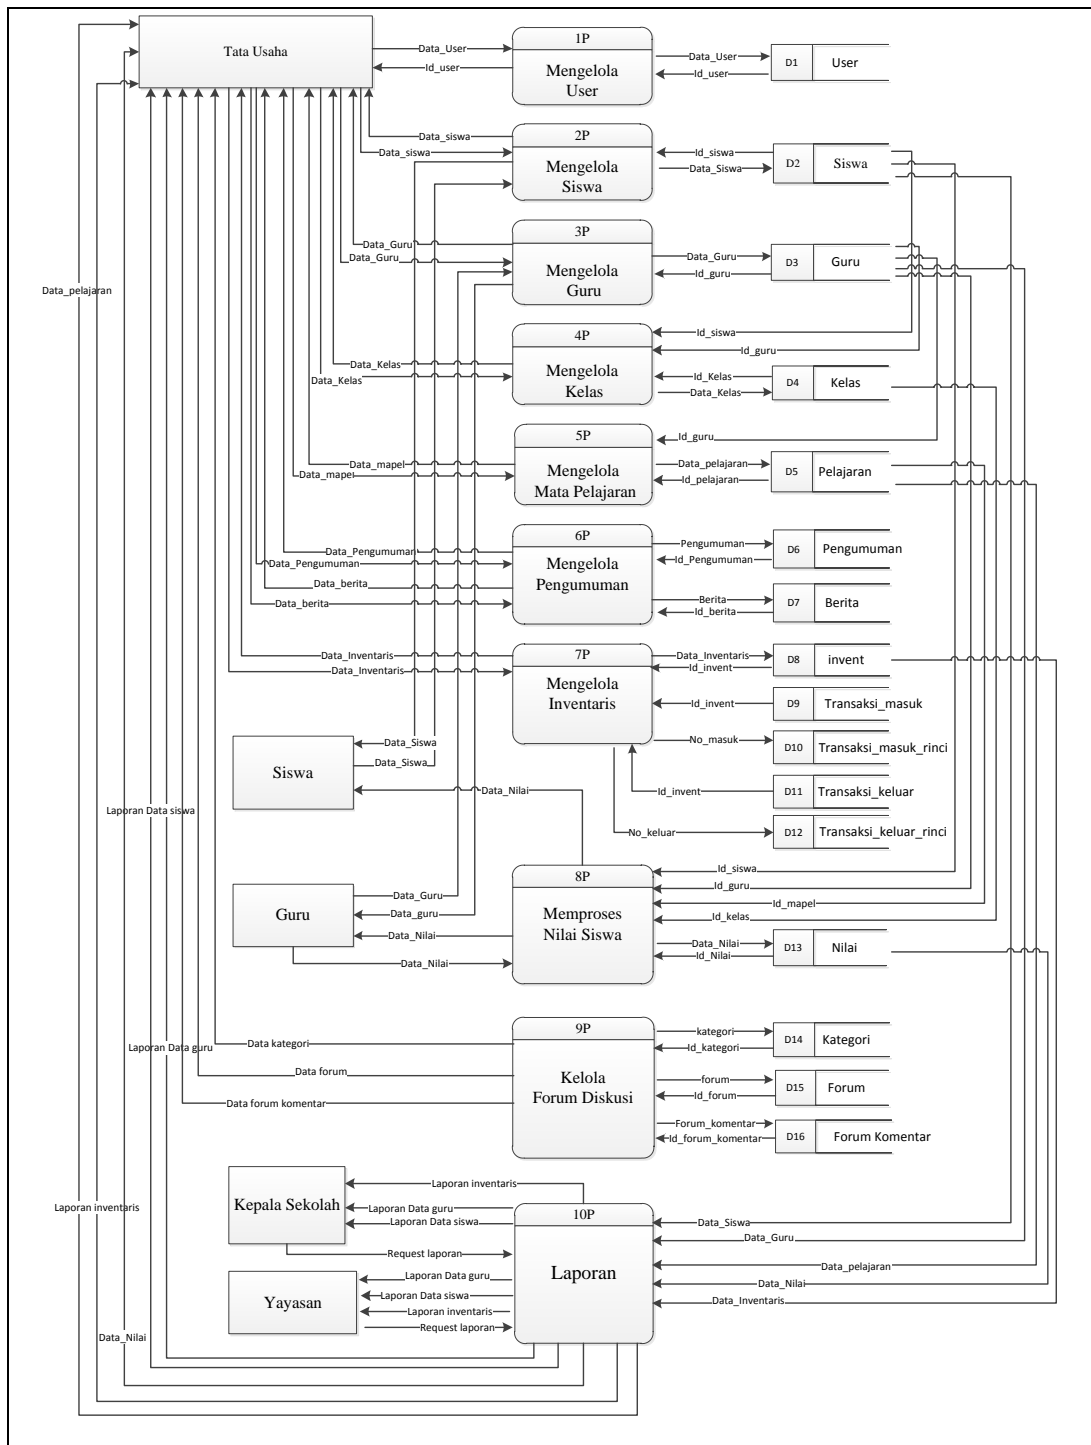 Tata Usaha
Data_User
Id_user
1P
Mengelola
User
Data_User
Id_user
D1
User
Data_siswa
Data_siswa
2P
Mengelola
Siswa
Id_siswa
Data_Siswa
D2
Siswa
Data_Guru
Data_Guru
3P
Mengelola
Guru
Data_Guru
Id_guru
D3
Guru
Data_pelajaran
Data_Kelas
Data_Kelas
4P
Mengelola
Kelas
Id_siswa
Id_guru
Id_Kelas
Data_Kelas
D4
Kelas
Data_mapel
Data_mapel
5P
Mengelola
Mata Pelajaran
Id_guru
Data_pelajaran
Id_pelajaran
D5
Pelajaran
Data_Pengumuman
Data_Pengumuman
Data_berita
Data_berita
6P
Mengelola
Pengumuman
Pengumuman
Id_Pengumuman
D6
Pengumuman
Berita
Id_berita
D7
Berita
Data_Inventaris
Data_Inventaris
7P
Mengelola
Inventaris
Data_Inventaris
Id_invent
D8
invent
Id_invent
D9
Transaksi_masuk
No_masuk
D10
Transaksi_masuk_rinci
Id_invent
D11
Transaksi_keluar
No_keluar
D12
Transaksi_keluar_rinci
Siswa
Data_Siswa
Data_Siswa
Data_Nilai
Laporan Data siswa
Guru
Data_Guru
Data_guru
Data_Nilai
Data_Nilai
8P
Memproses
Nilai Siswa
Id_siswa
Id_guru
Id_mapel
Id_kelas
Data_Nilai
Id_Nilai
D13
Nilai
Laporan Data guru
Data kategori
Data forum
Data forum komentar
9P
Kelola
Forum Diskusi
kategori
Id_kategori
D14
Kategori
forum
Id_forum
D15
Forum
Forum_komentar
Id_forum_komentar
D16
Forum Komentar
Laporan inventaris
Kepala Sekolah
Laporan inventaris
Laporan Data guru
Laporan Data siswa
Request laporan
10P
Laporan
Data_Siswa
Data_Guru
Data_pelajaran
Data_Nilai
Data_Inventaris
Yayasan
Laporan Data guru
Laporan Data siswa
Laporan inventaris
Request laporan
Data_Nilai